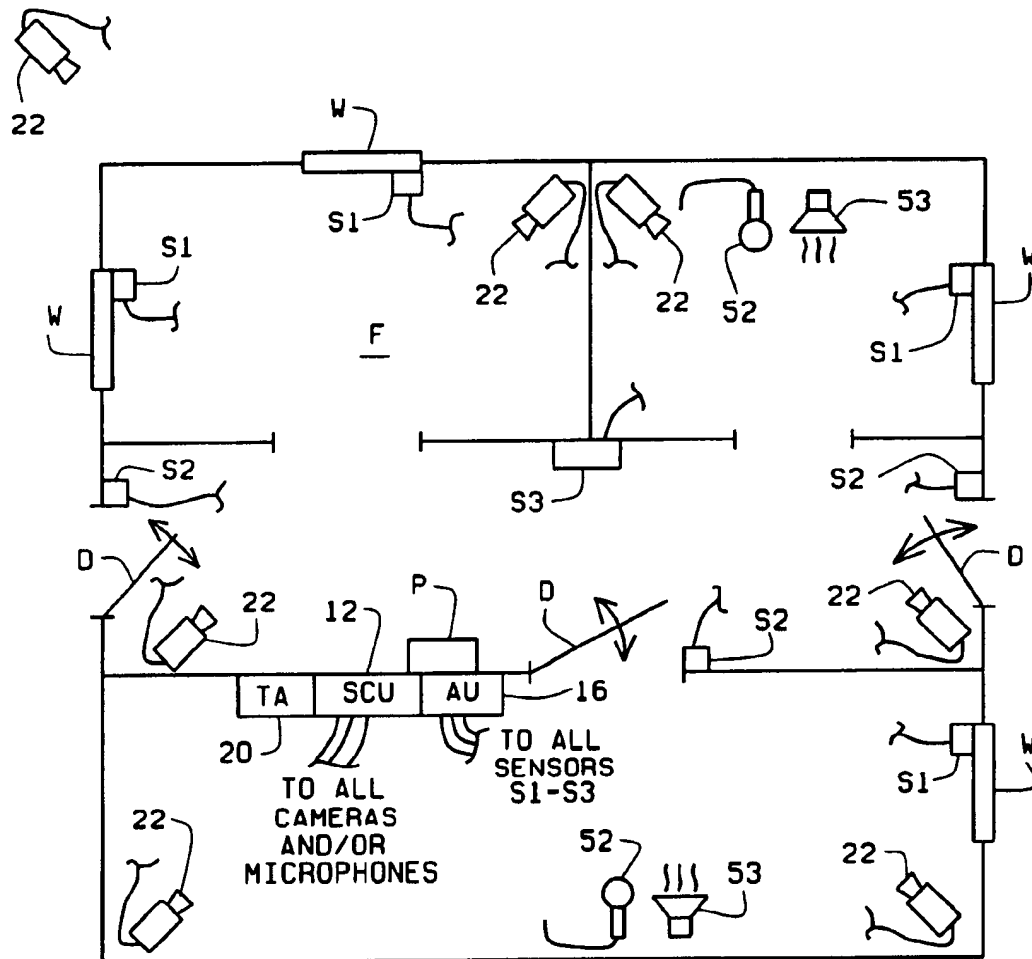 22
W
S1
53
S1
22
22
52
W
W
F
S1
S2
S3
S2
D
22
12
P
D
22
D
S2
TA
SCU
AU
16
20
TO ALL
CAMERAS
AND/OR
MICROPHONES
TO ALL
SENSORS
S1-S3
S1
W
22
52
53
22